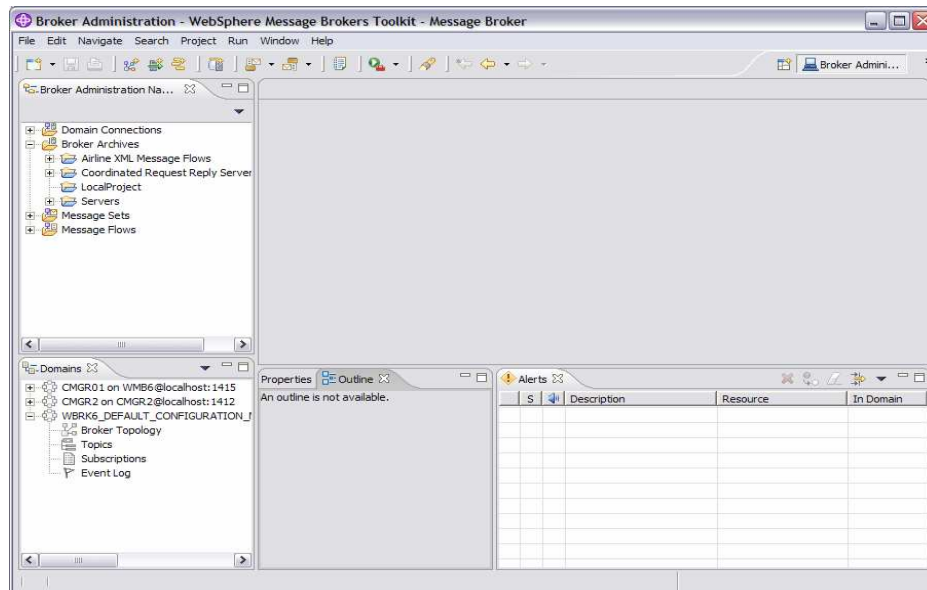 Broker Administration - WebSphere Message Brokers Toolkit - Message Broker
File Edit Navigate Search Project Run Window Help
Broker Admini...
Broker Administration Na...
Domain Connections
Broker Archives
Airline XML Message Flows
Coordinated Request Reply Server
LocalProject
Servers
Message Sets
Message Flows
Domains
CMGR01 on WMB6@localhost:1415
CMGR2 on CMGR2@localhost:1412
WBRK6_DEFAULT_CONFIGURATION_
Broker Topology
Topics
Subscriptions
Event Log
Properties Outline
An outline is not available.
Alerts
S Description Resource In Domain